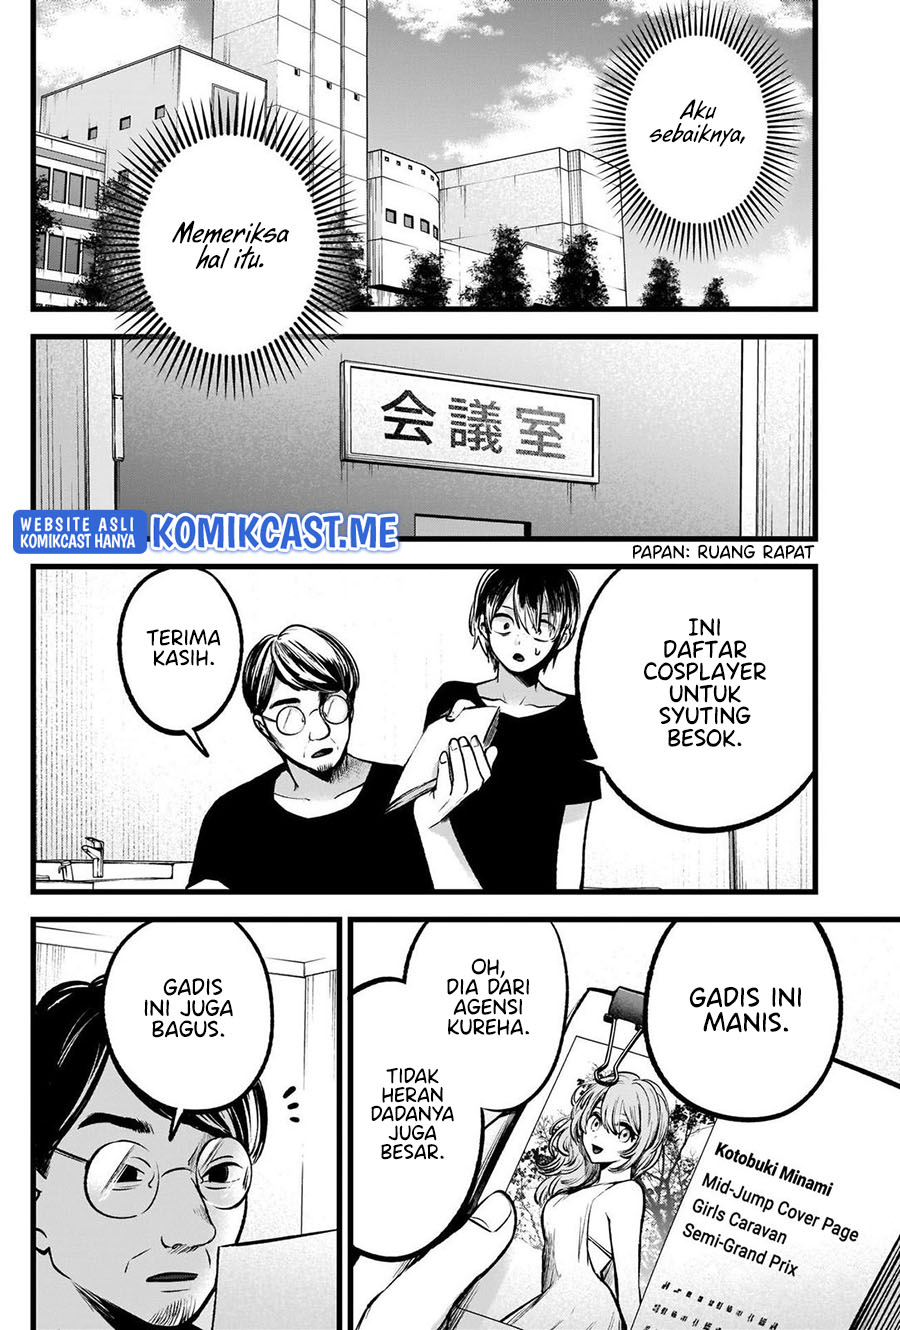 Aku
sebaiknya,
Memeriksa
hal itu.
会議室
WEBSITE ASLI
KOMIKCAST HANYA
KOMIKCAST.ME
PAPAN: RUANG RAPAT
INI
DAFTAR
COSPLAYER
UNTUK
SYUTING
BESOK.
TERIMA
KASIH.
GADIS INI
MANIS.
OH,
DIA DARI
AGENSI
KUREHA.
TIDAK
HERAN
DADANYA
JUGA
BESAR.
Kotobuki Minami
Mid-Jump Cover Page
Girls Caravan
Semi-Grand Prix
GADIS
INI JUGA
BAGUS.